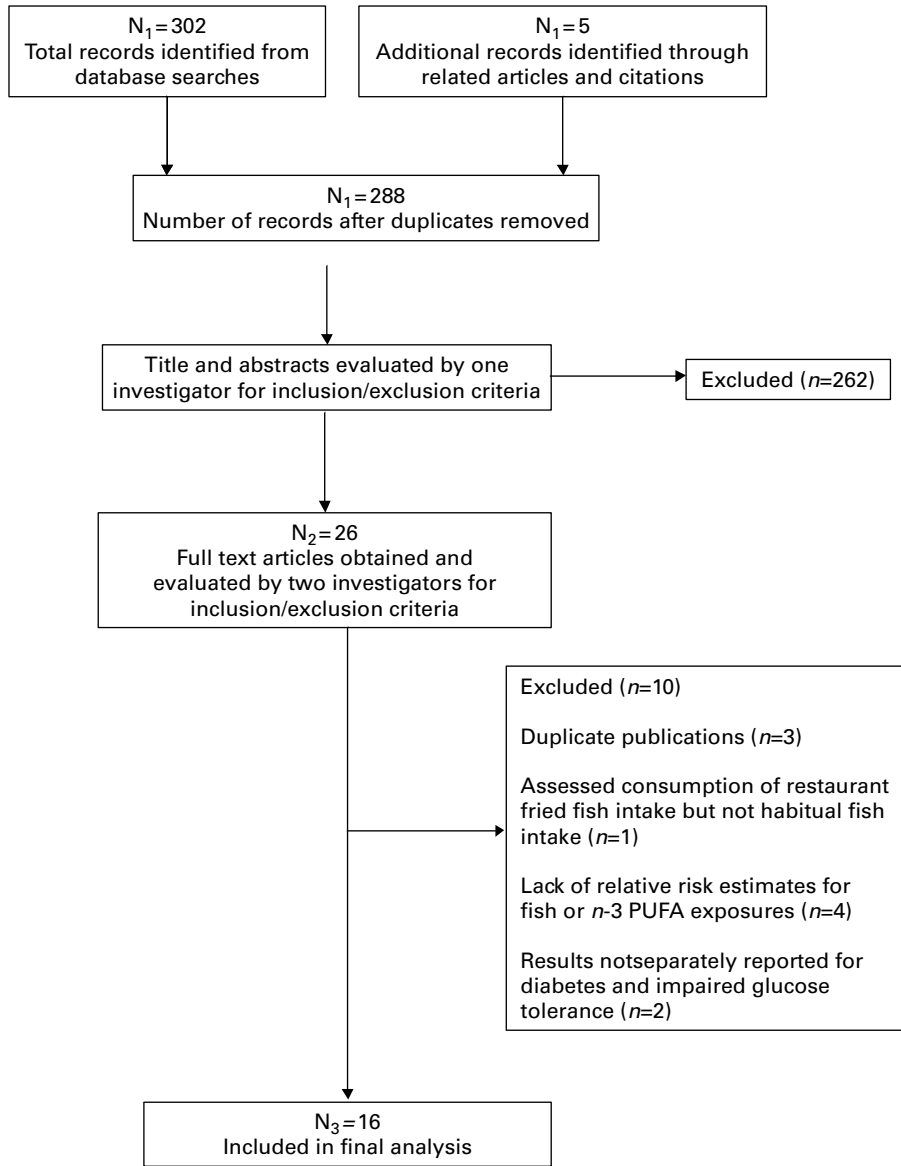 N₁=302
Total records identified from
database searches
N₁=5
Additional records identified through
related articles and citations
N₁=288
Number of records after duplicates removed
Title and abstracts evaluated by one
investigator for inclusion/exclusion criteria
Excluded (n=262)
N₂=26
Full text articles obtained and
evaluated by two investigators for
inclusion/exclusion criteria
Excluded (n=10)
Duplicate publications (n=3)
Assessed consumption of restaurant
fried fish intake but not habitual fish
intake (n=1)
Lack of relative risk estimates for
fish or n-3 PUFA exposures (n=4)
Results notseparately reported for
diabetes and impaired glucose
tolerance (n=2)
N₃=16
Included in final analysis